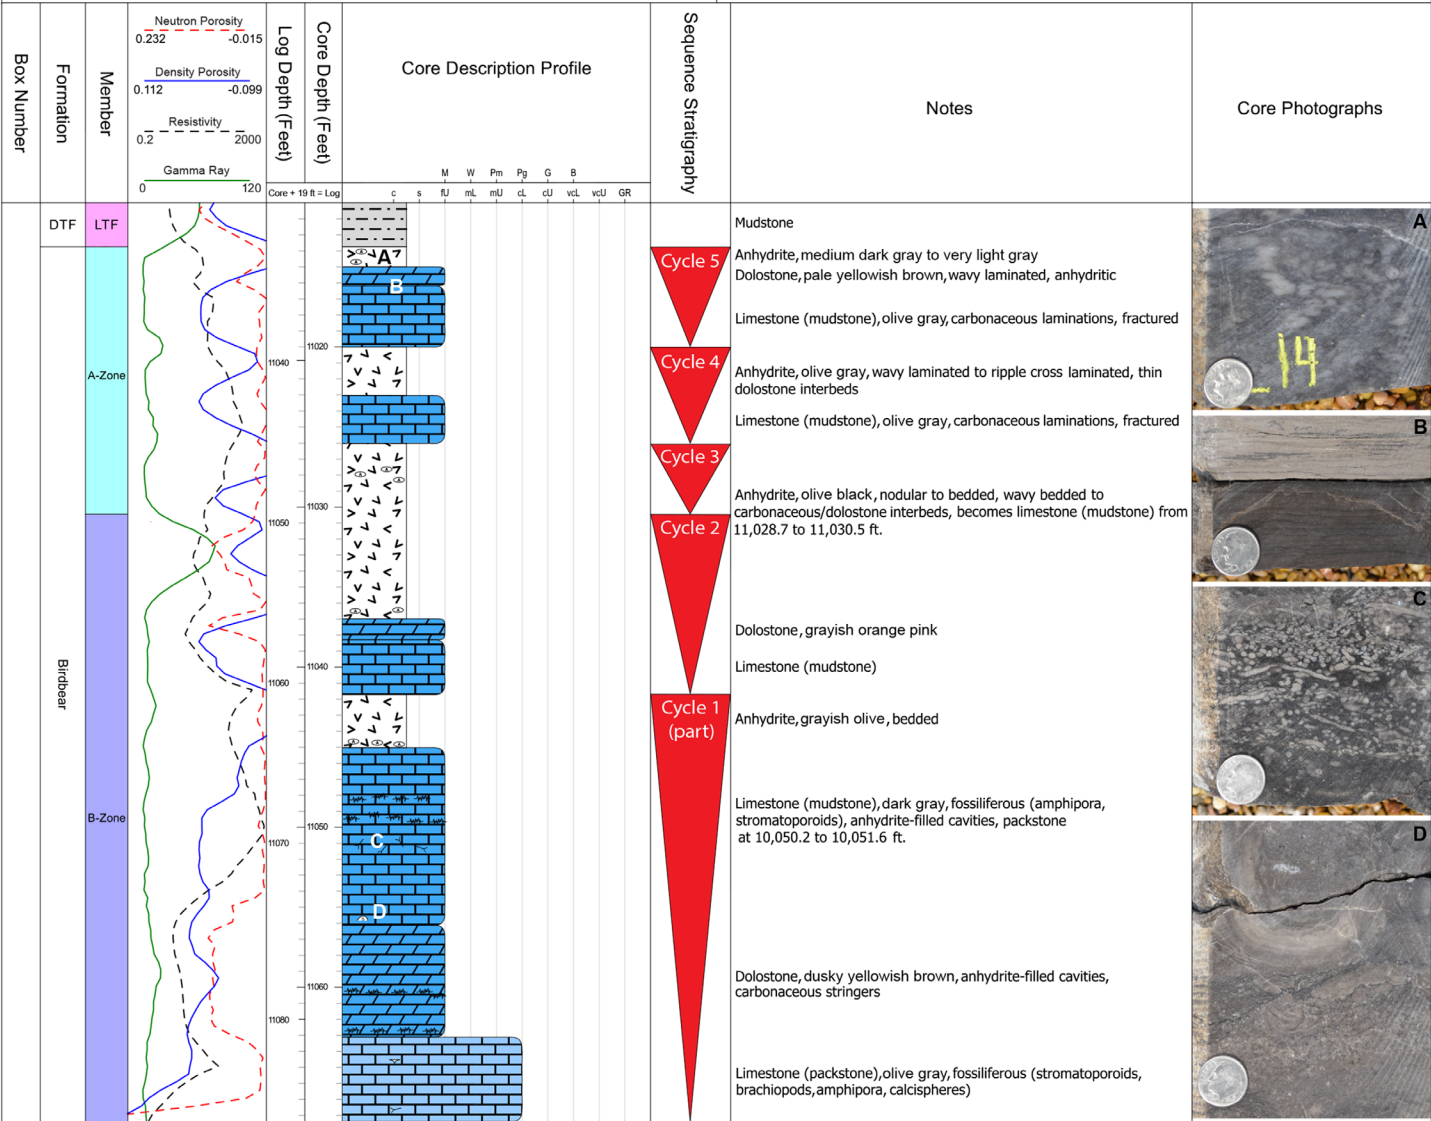 Box Number
Formation
Member
Neutron Porosity
0.232 -0.015
Density Porosity
0.112 -0.099
Resistivity
0.2 2000
Gamma Ray
0 120
Log Depth (Feet)
Core Depth (Feet)
Core + 19 ft = Log
Core Description Profile
M W Pm Pg G B
c s fU mL mU cL cU vcL vcU GR
Sequence Stratigraphy
Notes
Core Photographs
DTF
LTF
Birdbear
A-Zone
B-Zone
11040
11050
11060
11070
11080
11020
11030
11040
11050
11060
A
B
C
D
Cycle 5
Cycle 4
Cycle 3
Cycle 2
Cycle 1
(part)
Mudstone
Anhydrite, medium dark gray to very light gray
Dolostone, pale yellowish brown, wavy laminated, anhydritic
Limestone (mudstone), olive gray, carbonaceous laminations, fractured
Anhydrite, olive gray, wavy laminated to ripple cross laminated, thin
dolostone interbeds
Limestone (mudstone), olive gray, carbonaceous laminations, fractured
Anhydrite, olive black, nodular to bedded, wavy bedded to
carbonaceous/dolostone interbeds, becomes limestone (mudstone) from
11,028.7 to 11,030.5 ft.
Dolostone, grayish orange pink
Limestone (mudstone)
Anhydrite, grayish olive, bedded
Limestone (mudstone), dark gray, fossiliferous (amphipora,
stromatoporoids), anhydrite-filled cavities, packstone
at 10,050.2 to 10,051.6 ft.
Dolostone, dusky yellowish brown, anhydrite-filled cavities,
carbonaceous stringers
Limestone (packstone), olive gray, fossiliferous (stromatoporoids,
brachiopods, amphipora, calcispheres)
A
14
B
C
D